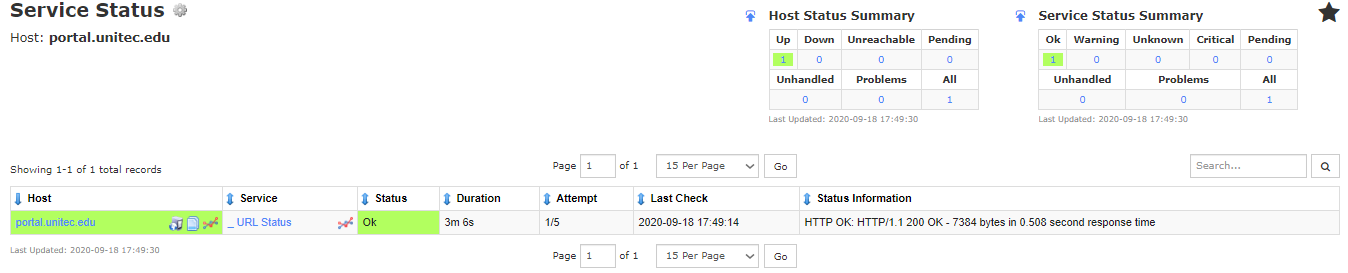 Service Status
Host: portal.unitec.edu
Host Status Summary
Up Down Unreachable Pending
1 0 0 0
Unhandled Problems All
0 0 1
Last Updated: 2020-09-18 17:49:30
Service Status Summary
Ok Warning Unknown Critical Pending
1 0 0 0 0
Unhandled Problems All
0 0 1
Last Updated: 2020-09-18 17:49:30
Showing 1-1 of 1 total records
Page 1 of 1 15 Per Page Go
Search...
Host Service Status Duration Attempt Last Check Status Information
portal.unitec.edu _ URL Status Ok 3m 6s 1/5 2020-09-18 17:49:14 HTTP OK: HTTP/1.1 200 OK - 7384 bytes in 0.508 second response time
Last Updated: 2020-09-18 17:49:30
Page 1 of 1 15 Per Page Go